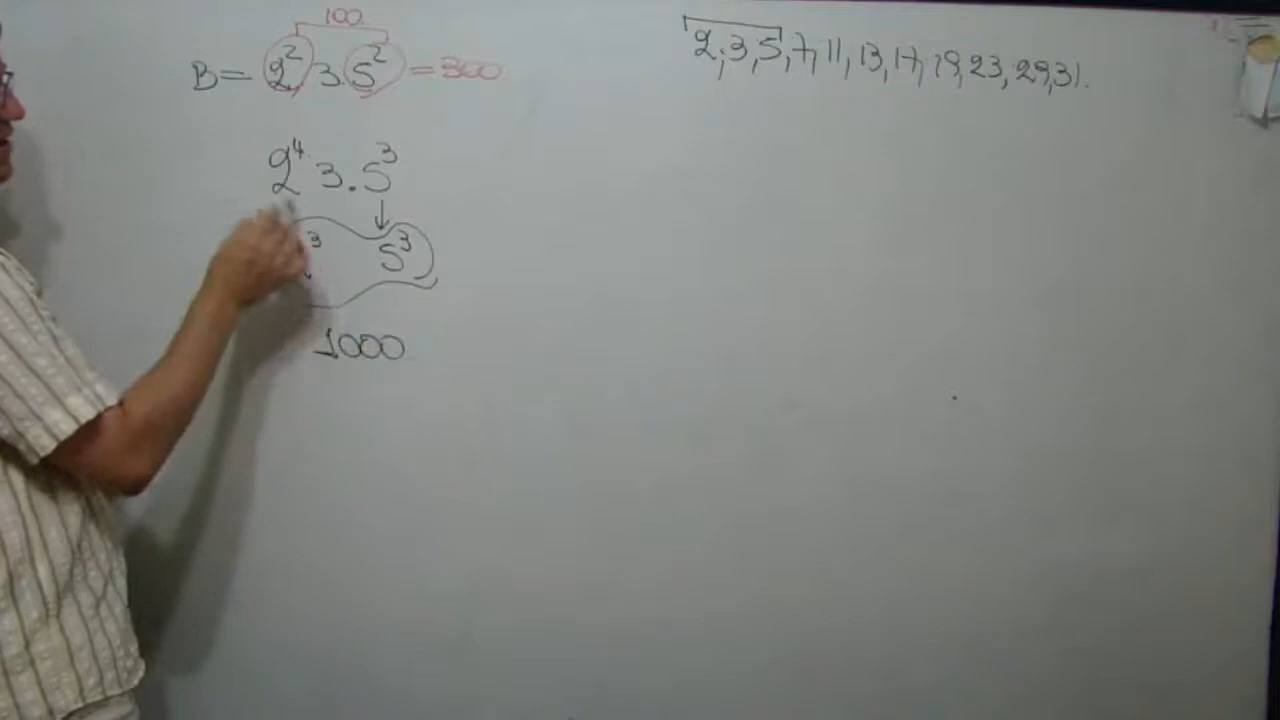 100
B = 2² 3. 5² = 300
2⁴ 3 . 5³
³ 5³
1000
2, 3, 5, 7, 11, 13, 17, 19, 23, 29, 31.